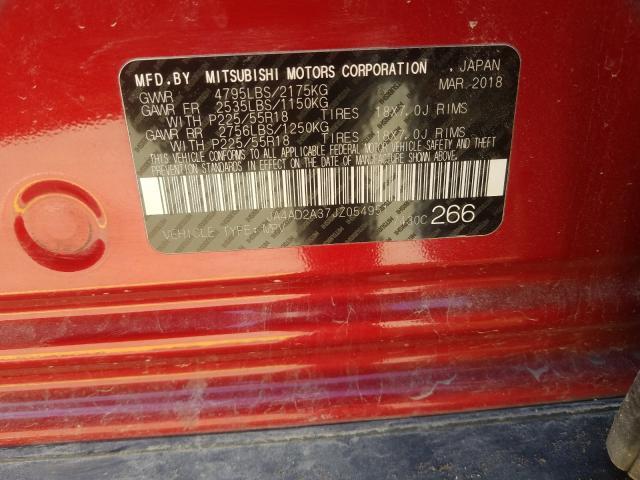 MFD.BY MITSUBISHI MOTORS CORPORATION . JAPAN
GVWR 4795LBS/2175KG MAR.2018
GAWR FR 2535LBS/1150KG
WITH P225/55R18 TIRES 18X7.0J RIMS
GAWR RR 2756LBS/1250KG
WITH P225/55R18 TIRES 18X7.0J RIMS
THIS VEHICLE CONFORMS TO ALL APPLICABLE FEDERAL MOTOR VEHICLE SAFETY AND THEFT
PREVENTION STANDARDS IN EFFECT ON THE DATE OF MANUFACTURE SHOWN ABOVE.
VEHICLE TYPE: MPV 266